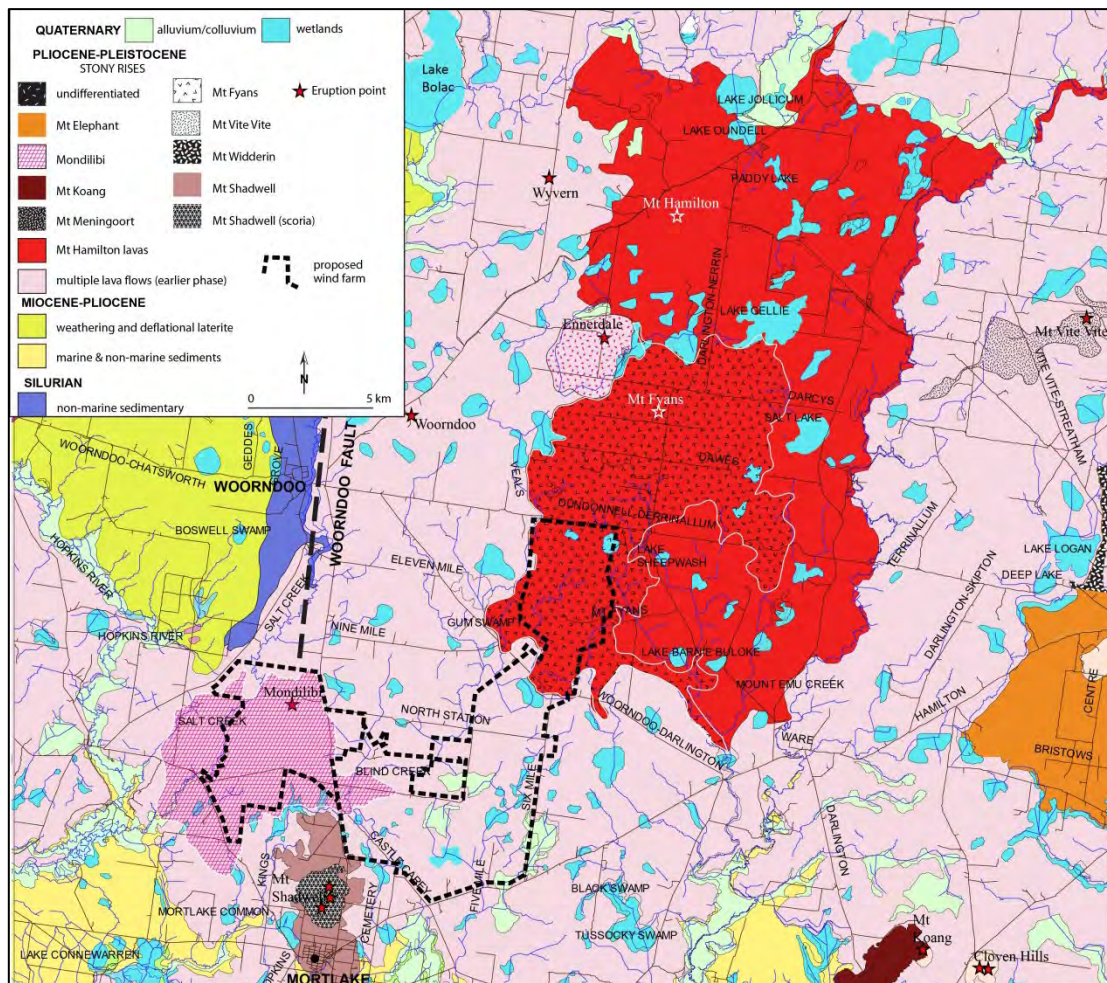 QUATERNARY alluvium/colluvium wetlands
PLIOCENE-PLEISTOCENE
STONY RISES
undifferentiated
Mt Elephant
Mondilibi
Mt Koang
Mt Meningoort
Mt Hamilton lavas
multiple lava flows (earlier phase)
Mt Fyans
Mt Vite Vite
Mt Widderin
Mt Shadwell
Mt Shadwell (scoria)
Eruption point
proposed
wind farm
MIOCENE-PLIOCENE
weathering and deflational laterite
marine & non-marine sediments
SILURIAN
non-marine sedimentary
N
0 5 km
Lake
Bolac
LAKE JOLLICUM
LAKE OUNDELL
PADDY LAKE
Wyvern
Mt Hamilton
DARLINGTON-NERRIN
LAKE GELLIE
Ennerdale
Mt Vite Vite
VITE VITE-STREATHAM
Mt Fyans
DARCYS
SALT LAKE
Woorndoo
GEDDES
GROVE
WOORNDOO-CHATSWORTH
WOORNDOO
WOORNDOO FAULT
BOSWELL SWAMP
YEALS
DAWES
DUNDONNELL-DERRINALLUM
LAKE
SHEEPWASH
TERRINALLUM
LAKE LOGAN
DEEP LAKE
HOPKINS RIVER
ELEVEN MILE
SALT CREEK
DARLINGTON-SKIPTON
HOPKINS RIVER
NINE MILE
GUM SWAMP
MT FYANS
LAKE BARNIE BULOKE
MOUNT EMU CREEK
HAMILTON
CENTRE
Mondilibi
SALT CREEK
NORTH STATION
WOORNDOO-DARLINGTON
WARE
BRISTOWS
BLIND CREEK
SIX MILE
DARLINGTON
CASTLE CAREY
KINGS
Mt
Shadwell
CEMETERY
FIVE MILE
BLACK SWAMP
MORTLAKE COMMON
TUSSOCKY SWAMP
Mt
Koang
LAKE CONNEWARREN
Cloven Hills
MORTLAKE